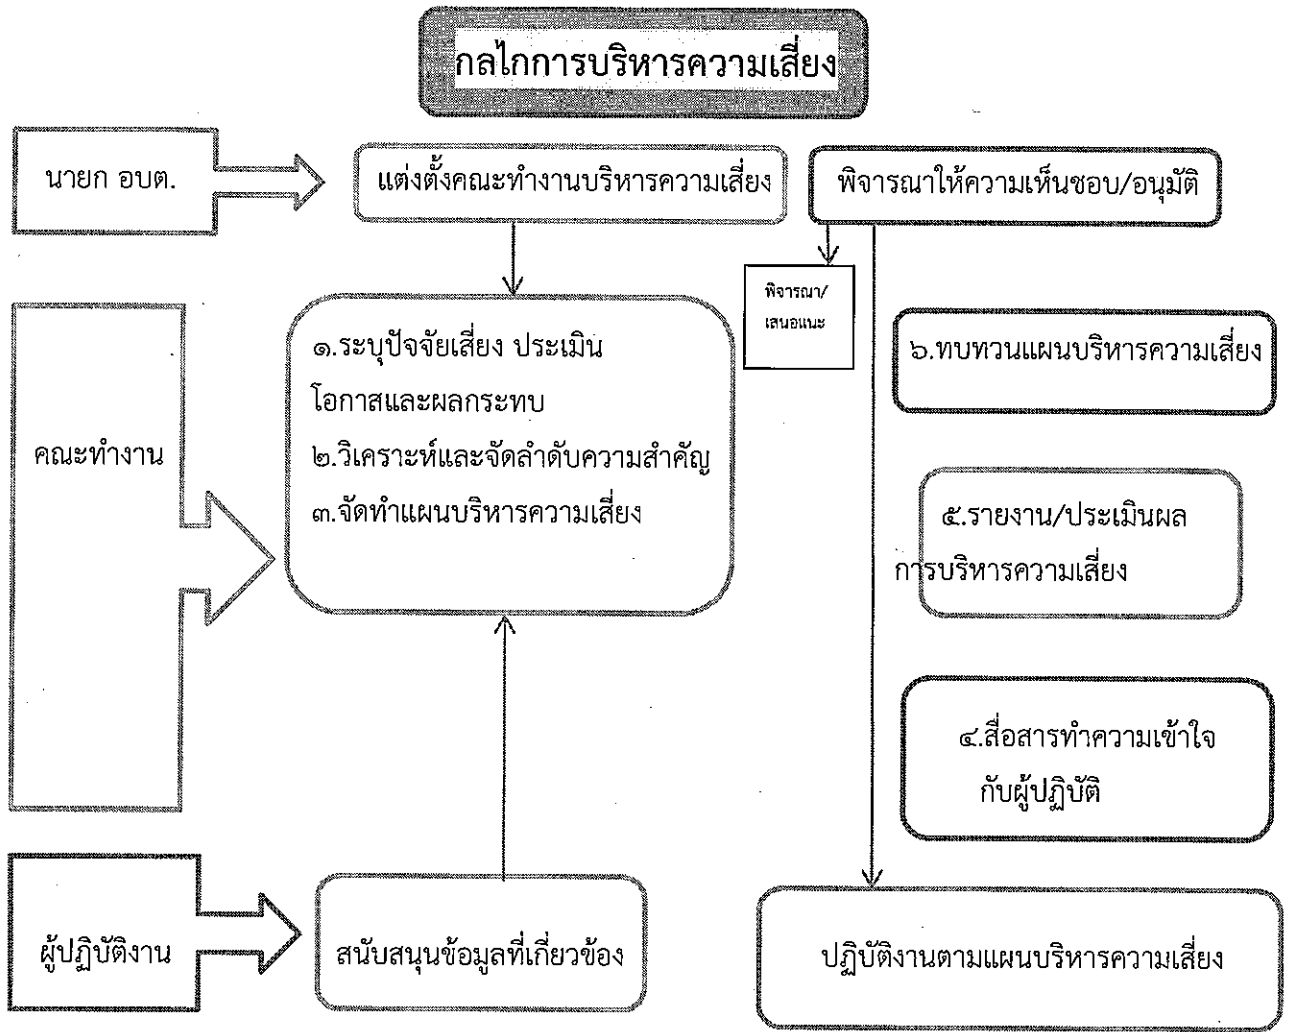 กลไกการบริหารความเสี่ยง
นายก อบต.
แต่งตั้งคณะทำงานบริหารความเสี่ยง
พิจารณาให้ความเห็นชอบ/อนุมัติ
พิจารณา/
เสนอแนะ
คณะทำงาน
๑.ระบุปัจจัยเสี่ยง ประเมิน
โอกาสและผลกระทบ
๒.วิเคราะห์และจัดลำดับความสำคัญ
๓.จัดทำแผนบริหารความเสี่ยง
๖.ทบทวนแผนบริหารความเสี่ยง
๕.รายงาน/ประเมินผล
การบริหารความเสี่ยง
๔.สื่อสารทำความเข้าใจ
กับผู้ปฏิบัติ
ผู้ปฏิบัติงาน
สนับสนุนข้อมูลที่เกี่ยวข้อง
ปฏิบัติงานตามแผนบริหารความเสี่ยง